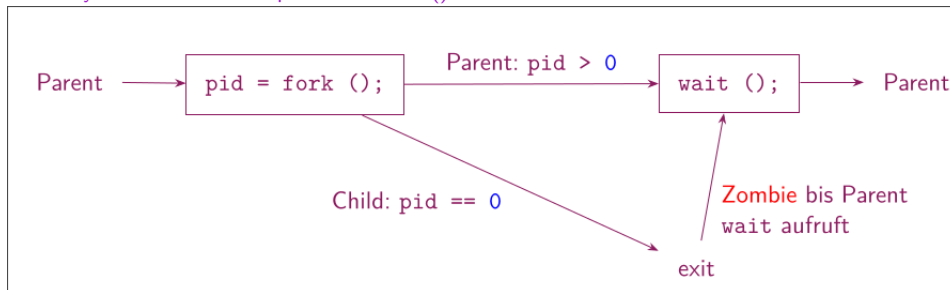 Parent
pid = fork ();
Parent: pid > 0
wait ();
Parent
Child: pid == 0
Zombie bis Parent
wait aufruft
exit